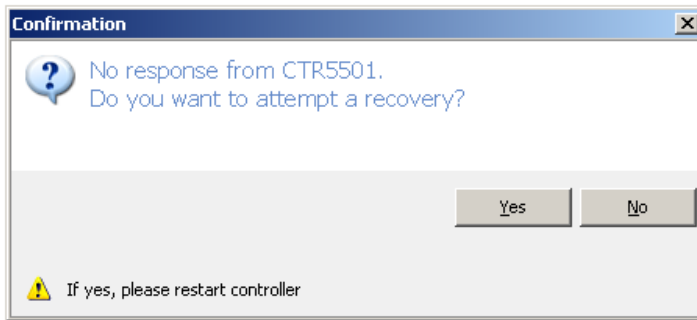 Confirmation
No response from CTR5501.
Do you want to attempt a recovery?
Yes
No
If yes, please restart controller